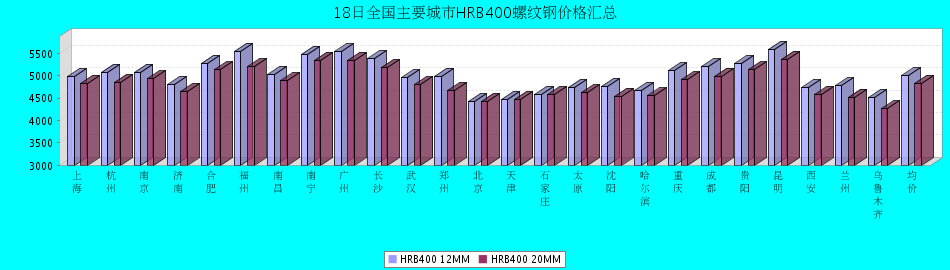 18日全国主要城市HRB400螺纹钢价格汇总
5500
5000
4500
4000
3500
3000
上海
杭州
南京
济南
合肥
福州
南昌
南宁
广州
长沙
武汉
郑州
北京
天津
石家庄
太原
沈阳
哈尔滨
重庆
成都
贵阳
昆明
西安
兰州
乌鲁木齐
均价
HRB400 12MM HRB400 20MM